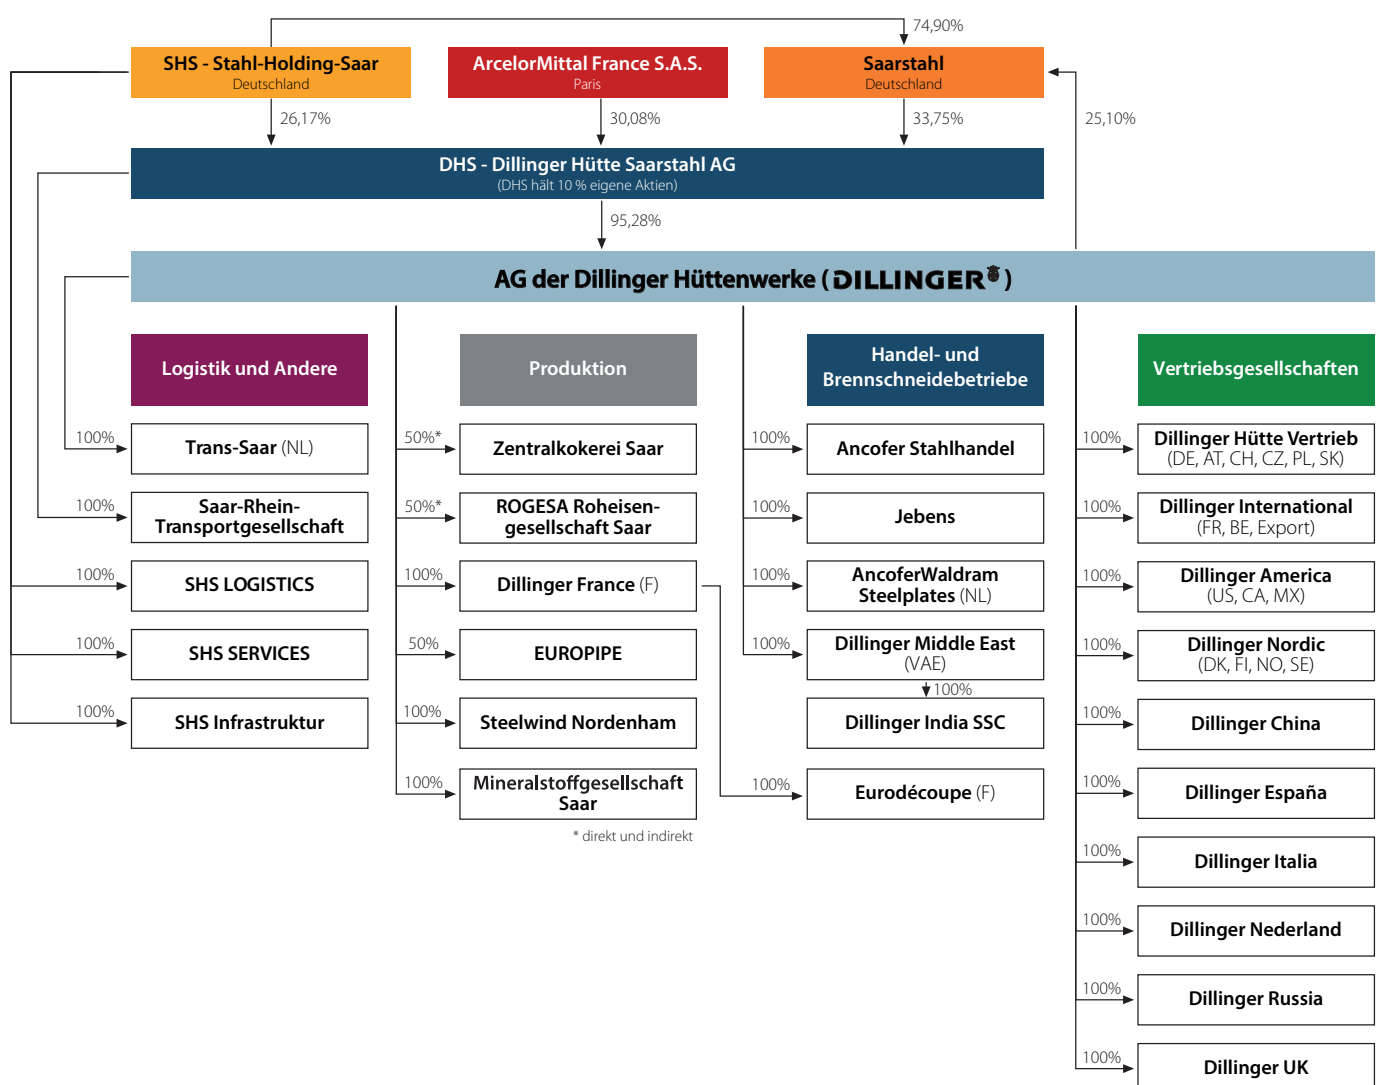 74,90%
SHS - Stahl-Holding-Saar
Deutschland
ArcelorMittal France S.A.S.
Paris
Saarstahl
Deutschland
26,17%
30,08%
33,75%
25,10%
DHS - Dillinger Hütte Saarstahl AG
(DHS hält 10 % eigene Aktien)
95,28%
AG der Dillinger Hüttenwerke ( DILLINGER )
Logistik und Andere
100%
Trans-Saar (NL)
100%
Saar-Rhein-
Transportgesellschaft
100%
SHS LOGISTICS
100%
SHS SERVICES
100%
SHS Infrastruktur
Produktion
50%*
Zentralkokerei Saar
50%*
ROGESA Roheisen-
gesellschaft Saar
100%
Dillinger France (F)
50%
EUROPIPE
100%
Steelwind Nordenham
100%
Mineralstoffgesellschaft
Saar
* direkt und indirekt
Handel- und
Brennschneidebetriebe
100%
Ancofer Stahlhandel
100%
Jebens
100%
AncoferWaldram
Steelplates (NL)
100%
Dillinger Middle East
(VAE)
100%
Dillinger India SSC
100%
Eurodécoupe (F)
Vertriebsgesellschaften
100%
Dillinger Hütte Vertrieb
(DE, AT, CH, CZ, PL, SK)
100%
Dillinger International
(FR, BE, Export)
100%
Dillinger America
(US, CA, MX)
100%
Dillinger Nordic
(DK, FI, NO, SE)
100%
Dillinger China
100%
Dillinger España
100%
Dillinger Italia
100%
Dillinger Nederland
100%
Dillinger Russia
100%
Dillinger UK